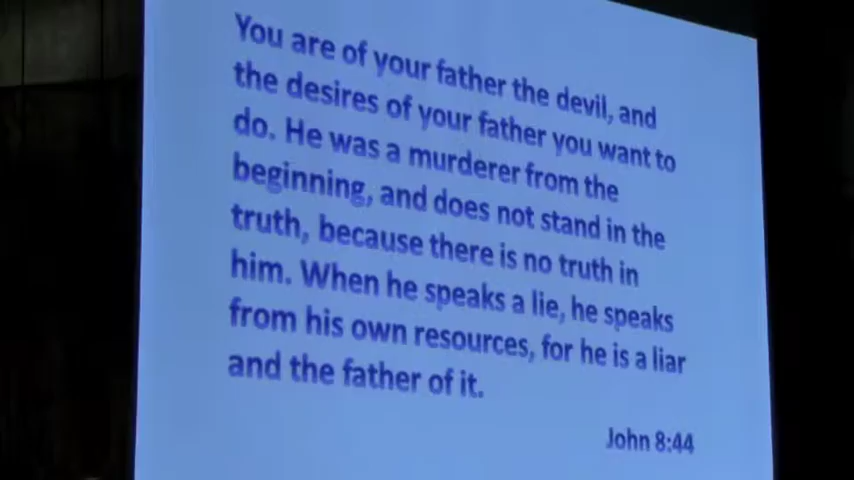 You are of your father the devil, and
the desires of your father you want to
do. He was a murderer from the
beginning, and does not stand in the
truth, because there is no truth in
him. When he speaks a lie, he speaks
from his own resources, for he is a liar
and the father of it.
John 8:44